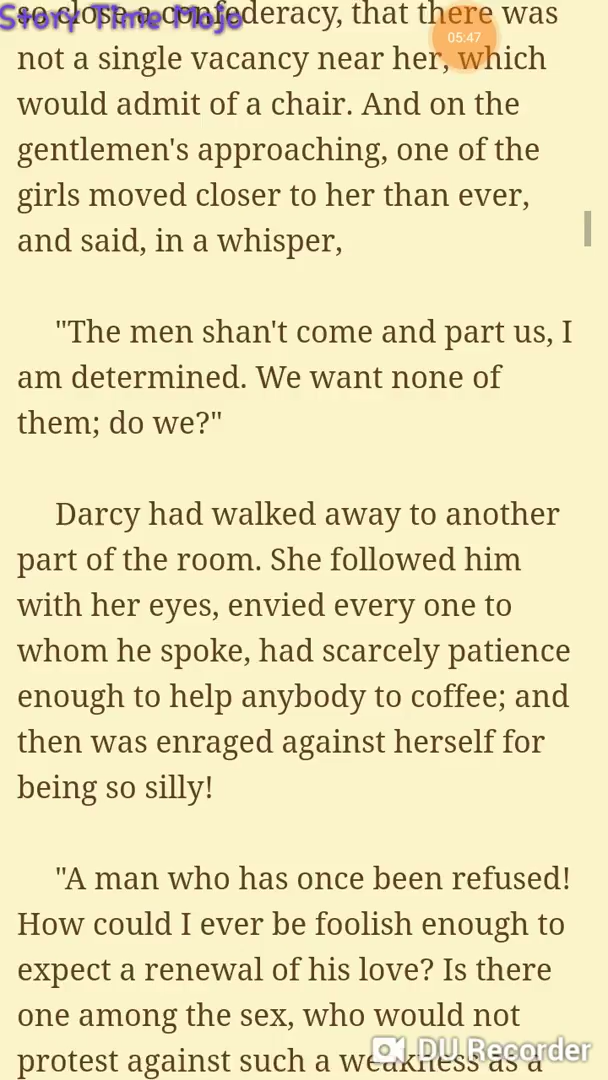 Story Time Mojo
so close a confederacy, that there was
05:47
not a single vacancy near her, which
would admit of a chair. And on the
gentlemen's approaching, one of the
girls moved closer to her than ever,
and said, in a whisper,
"The men shan't come and part us, I
am determined. We want none of
them; do we?"
Darcy had walked away to another
part of the room. She followed him
with her eyes, envied every one to
whom he spoke, had scarcely patience
enough to help anybody to coffee; and
then was enraged against herself for
being so silly!
"A man who has once been refused!
How could I ever be foolish enough to
expect a renewal of his love? Is there
one among the sex, who would not
protest against such a weakness as a
DU Recorder